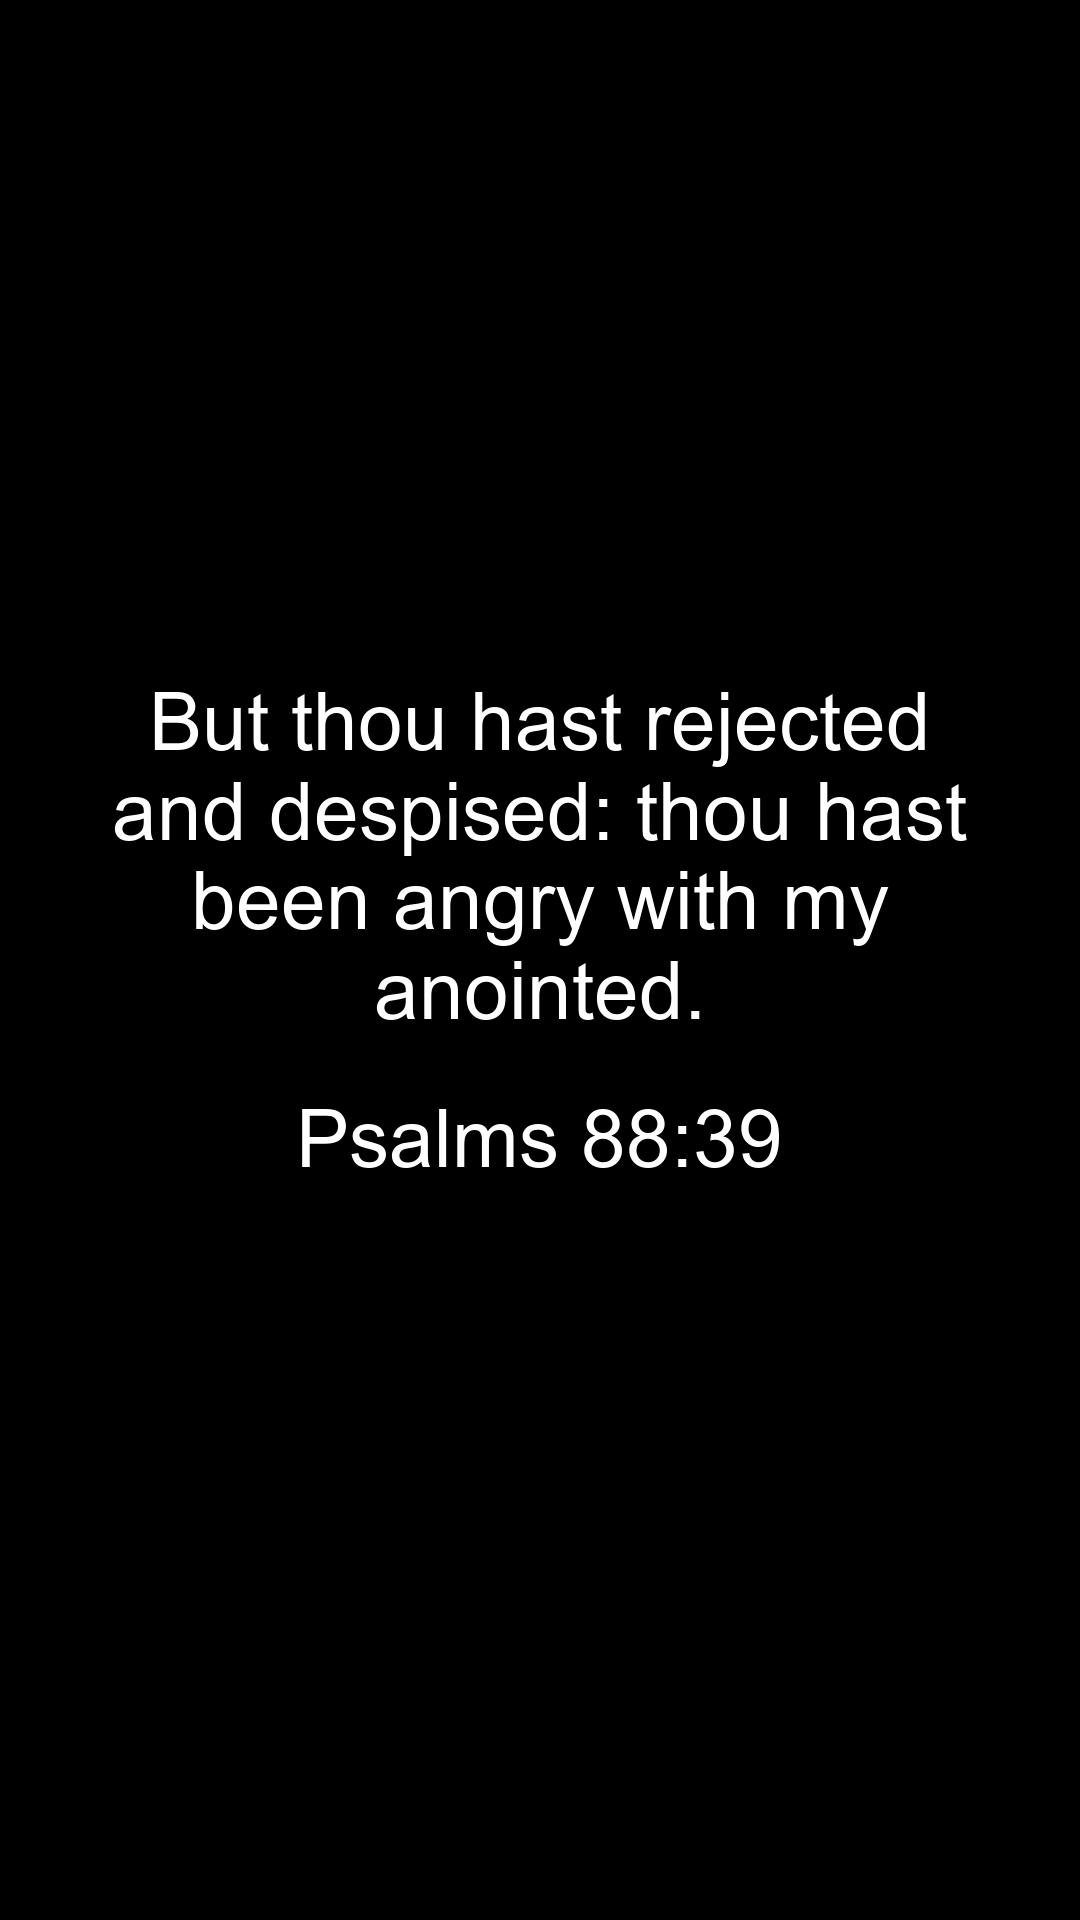 But thou hast rejected
and despised: thou hast
been angry with my
anointed.
Psalms 88:39